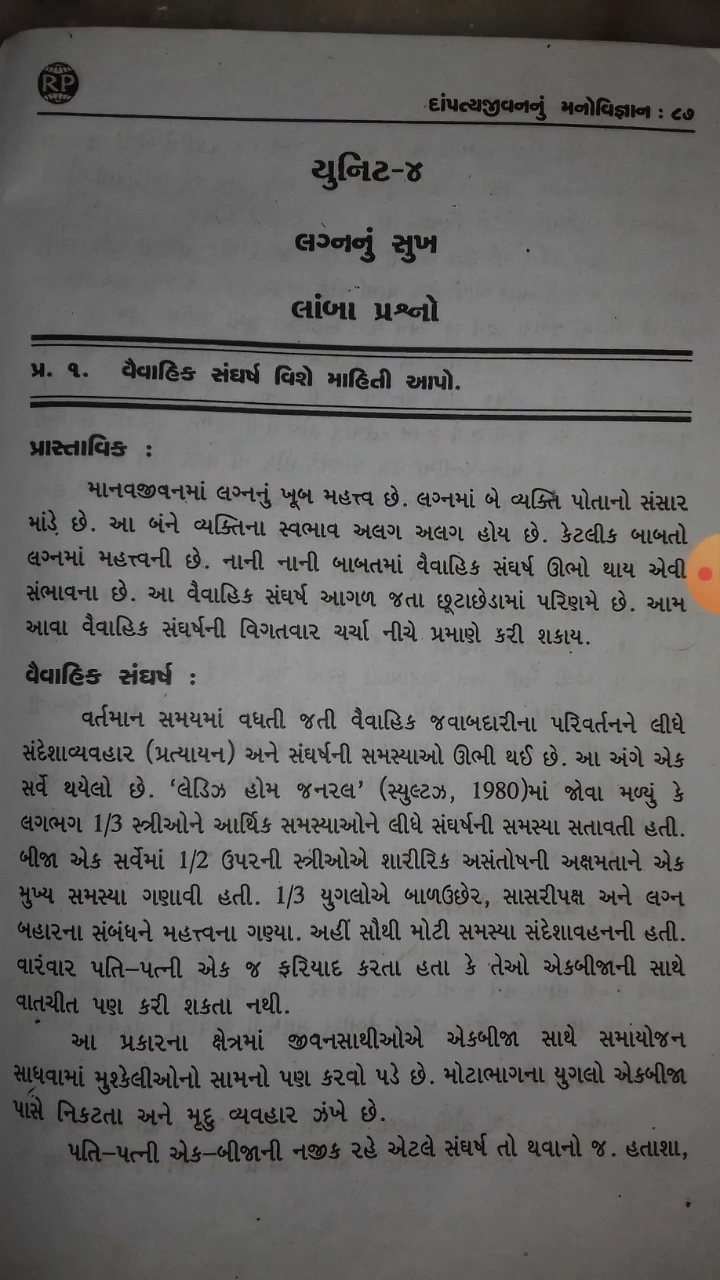 RP
દાંપત્યજીવનનું મનોવિજ્ઞાન : ૮૭
યુનિટ-૪
લગ્નનું સુખ
લાંબા પ્રશ્નો
પ્ર. ૧. વૈવાહિક સંઘર્ષ વિશે માહિતી આપો.
પ્રાસ્તાવિક :
માનવજીવનમાં લગ્નનું ખૂબ મહત્ત્વ છે. લગ્નમાં બે વ્યક્તિ પોતાનો સંસાર
માંડે છે. આ બંને વ્યક્તિના સ્વભાવ અલગ અલગ હોય છે. કેટલીક બાબતો
લગ્નમાં મહત્ત્વની છે. નાની નાની બાબતમાં વૈવાહિક સંઘર્ષ ઊભો થાય એવી
સંભાવના છે. આ વૈવાહિક સંઘર્ષ આગળ જતા છૂટાછેડામાં પરિણમે છે. આમ
આવા વૈવાહિક સંઘર્ષની વિગતવાર ચર્ચા નીચે પ્રમાણે કરી શકાય.
વૈવાહિક સંઘર્ષ :
વર્તમાન સમયમાં વધતી જતી વૈવાહિક જવાબદારીના પરિવર્તનને લીધે
સંદેશાવ્યવહાર (પ્રત્યાયન) અને સંઘર્ષની સમસ્યાઓ ઊભી થઈ છે. આ અંગે એક
સર્વે થયેલો છે. ‘લેડિઝ હોમ જનરલ’ (સ્યુલ્ટઝ, 1980)માં જોવા મળ્યું કે
લગભગ 1/3 સ્ત્રીઓને આર્થિક સમસ્યાઓને લીધે સંઘર્ષની સમસ્યા સતાવતી હતી.
બીજા એક સર્વેમાં 1/2 ઉપરની સ્ત્રીઓએ શારીરિક અસંતોષની અક્ષમતાને એક
મુખ્ય સમસ્યા ગણાવી હતી. 1/3 યુગલોએ બાળઉછેર, સાસરીપક્ષ અને લગ્ન
બહારના સંબંધને મહત્ત્વના ગણ્યા. અહીં સૌથી મોટી સમસ્યા સંદેશાવહનની હતી.
વારંવાર પતિ–પત્ની એક જ ફરિયાદ કરતા હતા કે તેઓ એકબીજાની સાથે
વાતચીત પણ કરી શકતા નથી.
આ પ્રકારના ક્ષેત્રમાં જીવનસાથીઓએ એકબીજા સાથે સમાયોજન
સાધવામાં મુશ્કેલીઓનો સામનો પણ કરવો પડે છે. મોટાભાગના યુગલો એકબીજા
પાસે નિકટતા અને મૃદુ વ્યવહાર ઝંખે છે.
પતિ–પત્ની એક-બીજાની નજીક રહે એટલે સંઘર્ષ તો થવાનો જ. હતાશા,